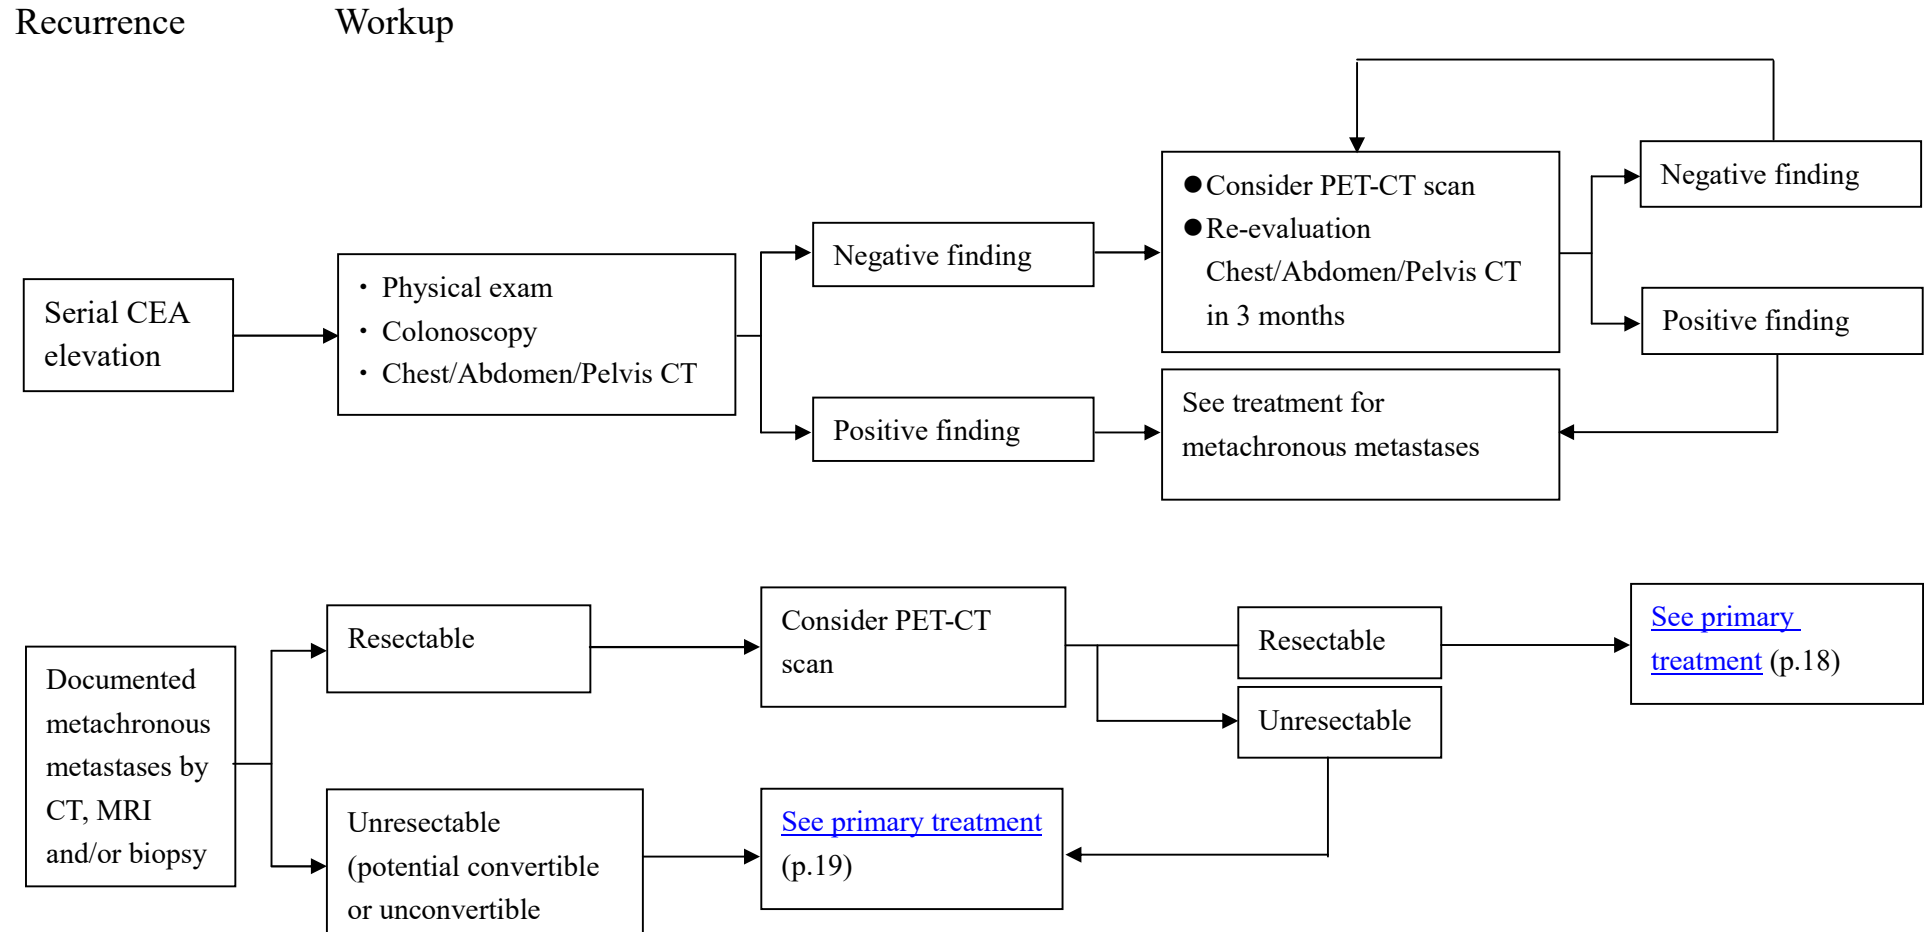 Recurrence
Workup
Serial CEA
elevation
・ Physical exam
・ Colonoscopy
・ Chest/Abdomen/Pelvis CT
Negative finding
Positive finding
●Consider PET-CT scan
●Re-evaluation
Chest/Abdomen/Pelvis CT
in 3 months
See treatment for
metachronous metastases
Negative finding
Positive finding
Documented
metachronous
metastases by
CT, MRI
and/or biopsy
Resectable
Unresectable
(potential convertible
or unconvertible
Consider PET-CT
scan
See primary treatment
(p.19)
Resectable
Unresectable
See primary
treatment (p.18)